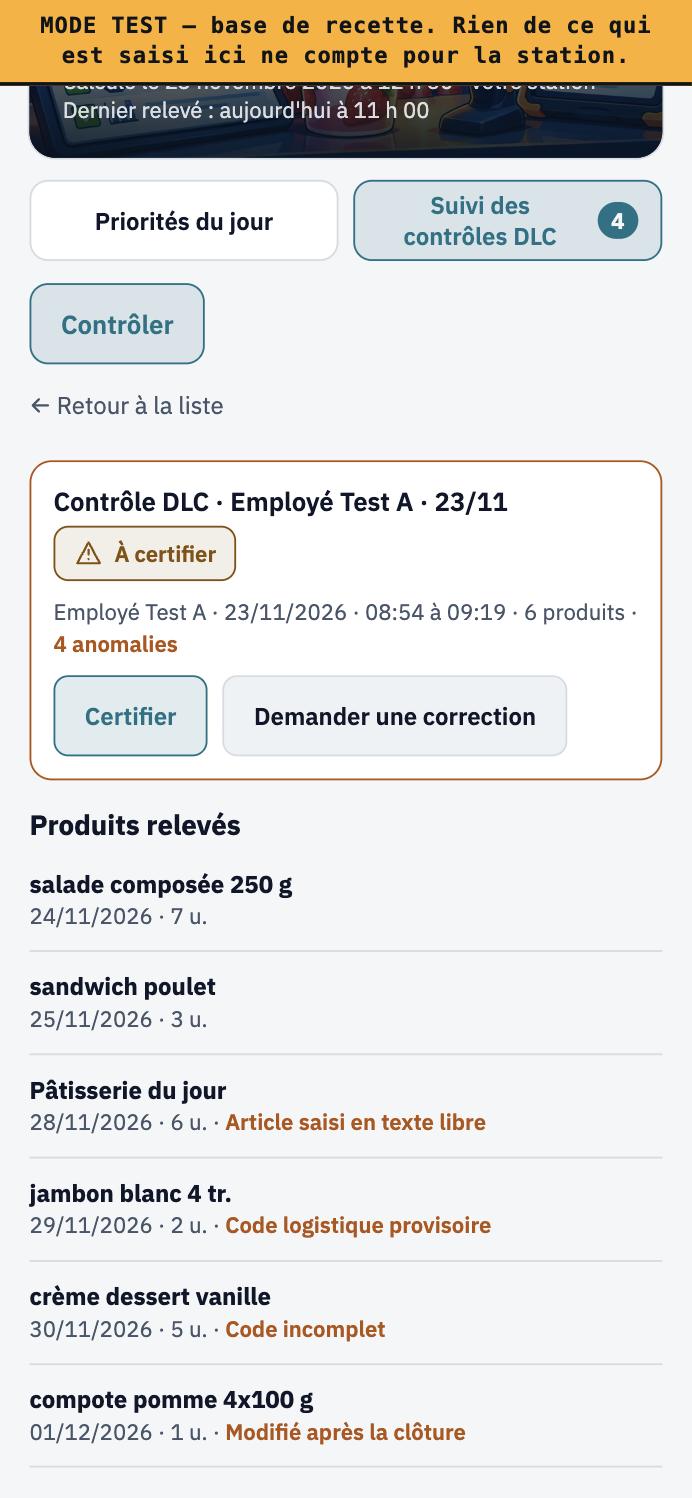 MODE TEST — base de recette. Rien de ce qui
est saisi ici ne compte pour la station.
Dernier relevé : aujourd'hui à 11 h 00
Priorités du jour
Suivi des
contrôles DLC
4
Contrôler
← Retour à la liste
Contrôle DLC · Employé Test A · 23/11
À certifier
Employé Test A · 23/11/2026 · 08:54 à 09:19 · 6 produits ·
4 anomalies
Certifier
Demander une correction
Produits relevés
salade composée 250 g
24/11/2026 · 7 u.
sandwich poulet
25/11/2026 · 3 u.
Pâtisserie du jour
28/11/2026 · 6 u. · Article saisi en texte libre
jambon blanc 4 tr.
29/11/2026 · 2 u. · Code logistique provisoire
crème dessert vanille
30/11/2026 · 5 u. · Code incomplet
compote pomme 4x100 g
01/12/2026 · 1 u. · Modifié après la clôture